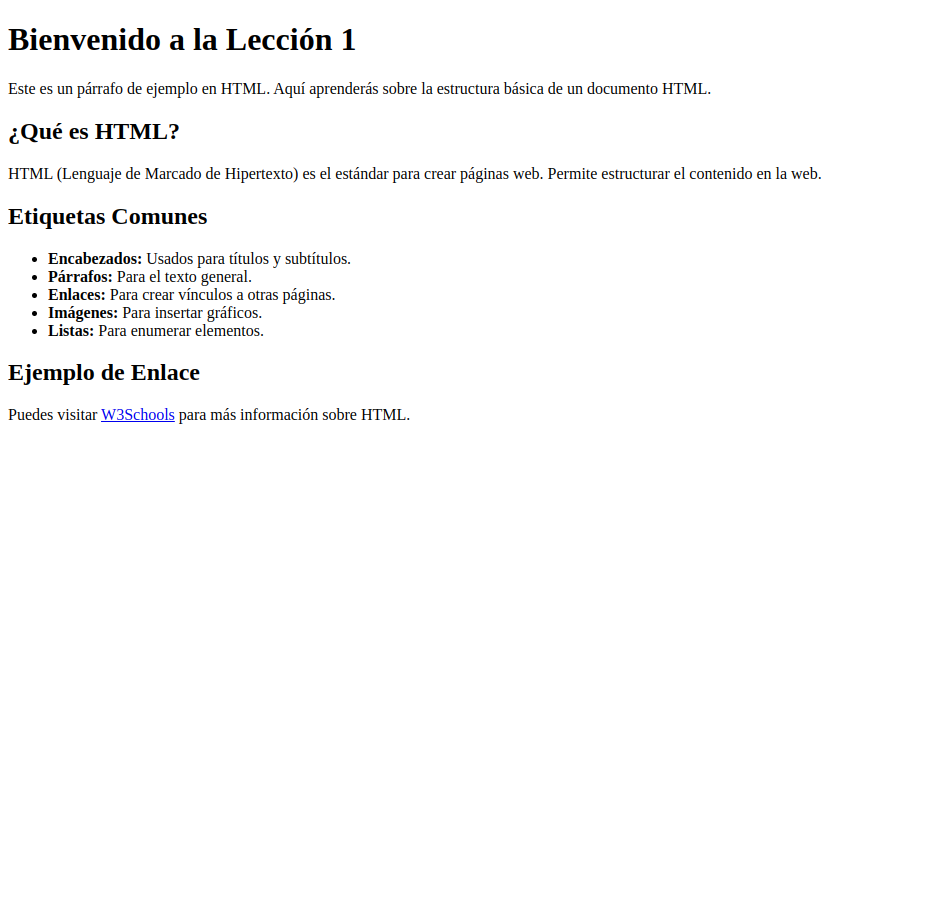 Bienvenido a la Lección 1
Este es un párrafo de ejemplo en HTML. Aquí aprenderás sobre la estructura básica de un documento HTML.
¿Qué es HTML?
HTML (Lenguaje de Marcado de Hipertexto) es el estándar para crear páginas web. Permite estructurar el contenido en la web.
Etiquetas Comunes
• Encabezados: Usados para títulos y subtítulos.
• Párrafos: Para el texto general.
• Enlaces: Para crear vínculos a otras páginas.
• Imágenes: Para insertar gráficos.
• Listas: Para enumerar elementos.
Ejemplo de Enlace
Puedes visitar W3Schools para más información sobre HTML.